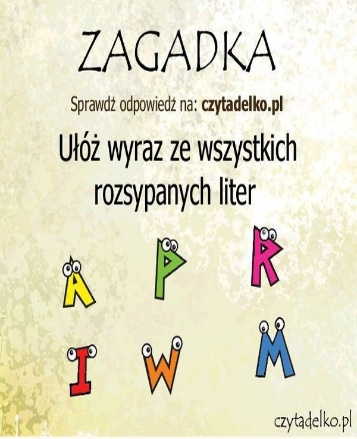 ZAGADKA
Sprawdź odpowiedź na: czytadelko.pl
Ułóż wyraz ze wszystkich
rozsypanych liter
A P R
I W M
czytadelko.pl